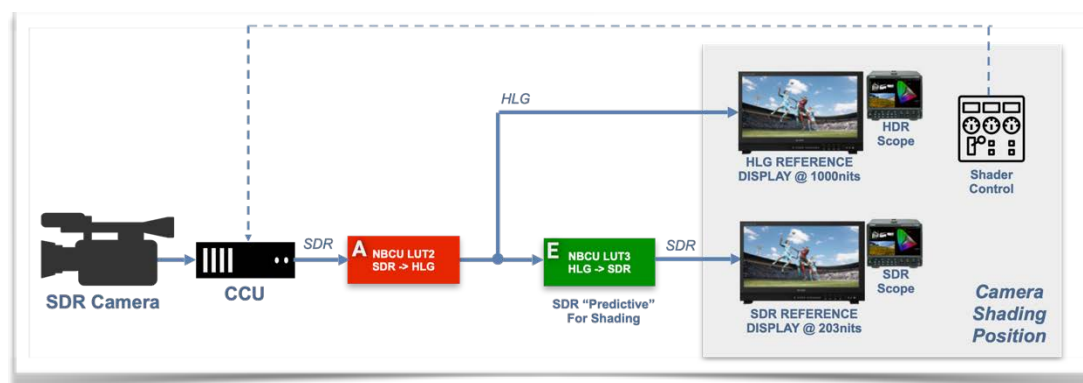 HLG
HDR
Scope
HLG REFERENCE
DISPLAY @ 1000nits
Shader
Control
SDR Camera
CCU
SDR
A
NBCU LUT2
SDR -> HLG
E
NBCU LUT3
HLG -> SDR
SDR "Predictive"
For Shading
SDR
SDR
Scope
SDR REFERENCE
DISPLAY @ 203nits
Camera
Shading
Position